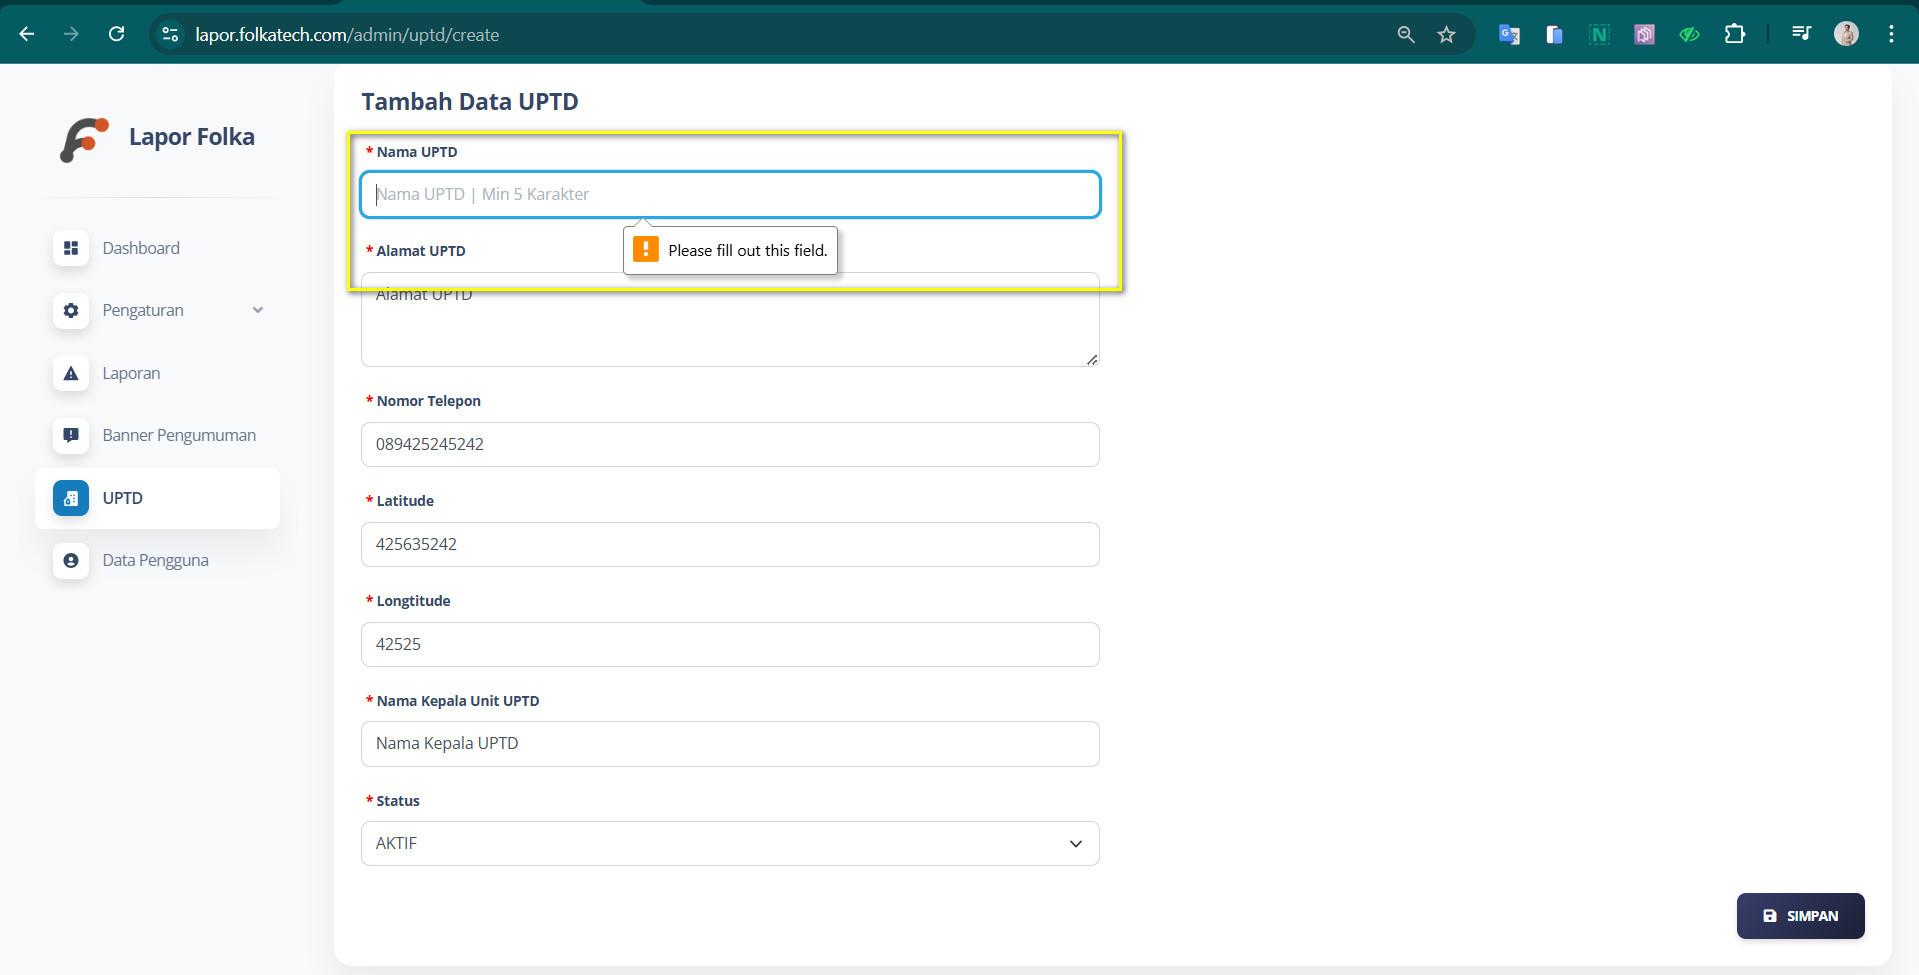 lapor.folkatech.com/admin/uptd/create
Lapor Folka
Dashboard
Pengaturan
Laporan
Banner Pengumuman
UPTD
Data Pengguna
Tambah Data UPTD
* Nama UPTD
Nama UPTD | Min 5 Karakter
Please fill out this field.
* Alamat UPTD
Alamat UPTD
* Nomor Telepon
089425245242
* Latitude
425635242
* Longtitude
42525
* Nama Kepala Unit UPTD
Nama Kepala UPTD
* Status
AKTIF
SIMPAN